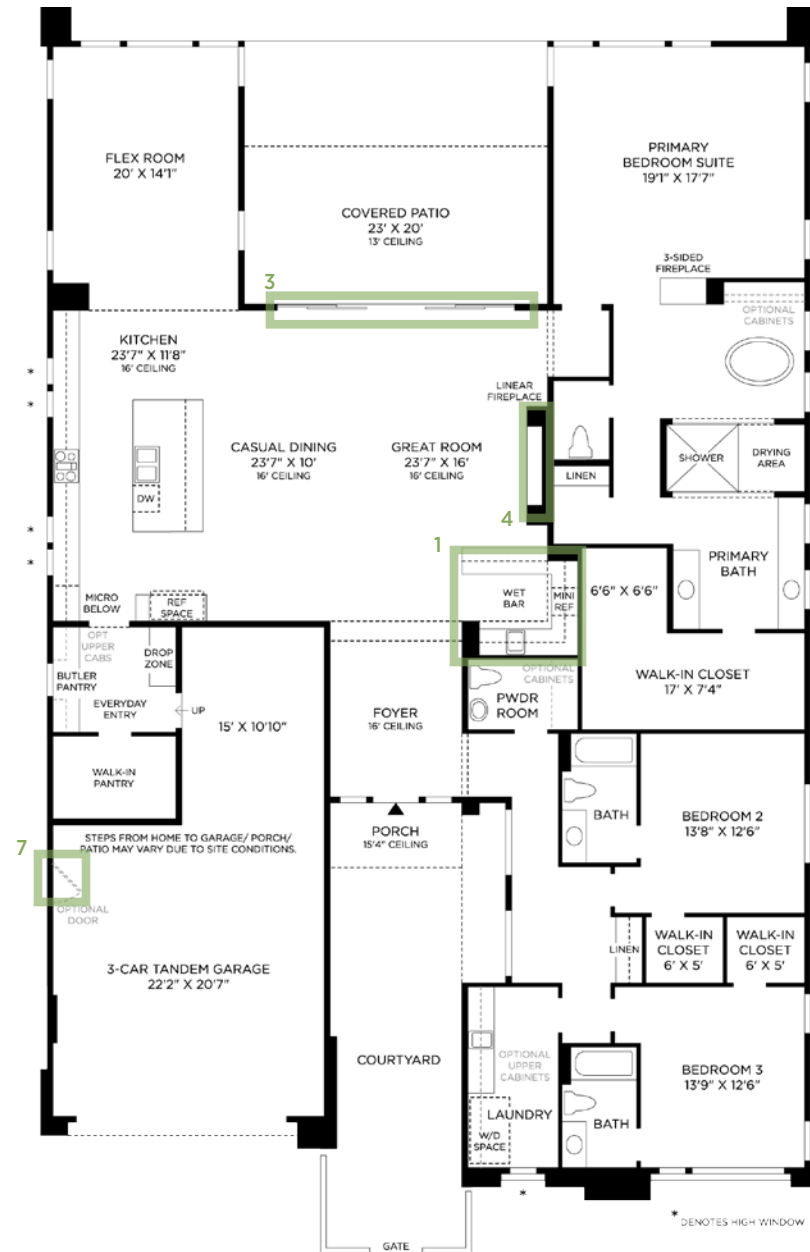 FLEX ROOM
20' X 14'1"
COVERED PATIO
23' X 20'
13' CEILING
PRIMARY
BEDROOM SUITE
19'1" X 17'7"
3-SIDED
FIREPLACE
3
OPTIONAL
CABINETS
KITCHEN
23'7" X 11'8"
16' CEILING
*
*
LINEAR
FIREPLACE
CASUAL DINING
23'7" X 10'
16' CEILING
GREAT ROOM
23'7" X 16'
16' CEILING
SHOWER
DRYING
AREA
LINEN
DW
4
*
*
1
WET
BAR
MINI
REF
6'6" X 6'6"
PRIMARY
BATH
MICRO
BELOW
REF
SPACE
OPT
UPPER
CABS
DROP
ZONE
BUTLER
PANTRY
EVERYDAY
ENTRY
UP
15' X 10'10"
OPTIONAL
CABINETS
PWDR
ROOM
WALK-IN CLOSET
17' X 7'4"
FOYER
16' CEILING
WALK-IN
PANTRY
BATH
BEDROOM 2
13'8" X 12'6"
PORCH
15'4" CEILING
STEPS FROM HOME TO GARAGE/ PORCH/
PATIO MAY VARY DUE TO SITE CONDITIONS.
7
OPTIONAL
DOOR
3-CAR TANDEM GARAGE
22'2" X 20'7"
LINEN
WALK-IN
CLOSET
6' X 5'
WALK-IN
CLOSET
6' X 5'
COURTYARD
OPTIONAL
UPPER
CABINETS
LAUNDRY
W/D
SPACE
BATH
BEDROOM 3
13'9" X 12'6"
*
* DENOTES HIGH WINDOW
GATE